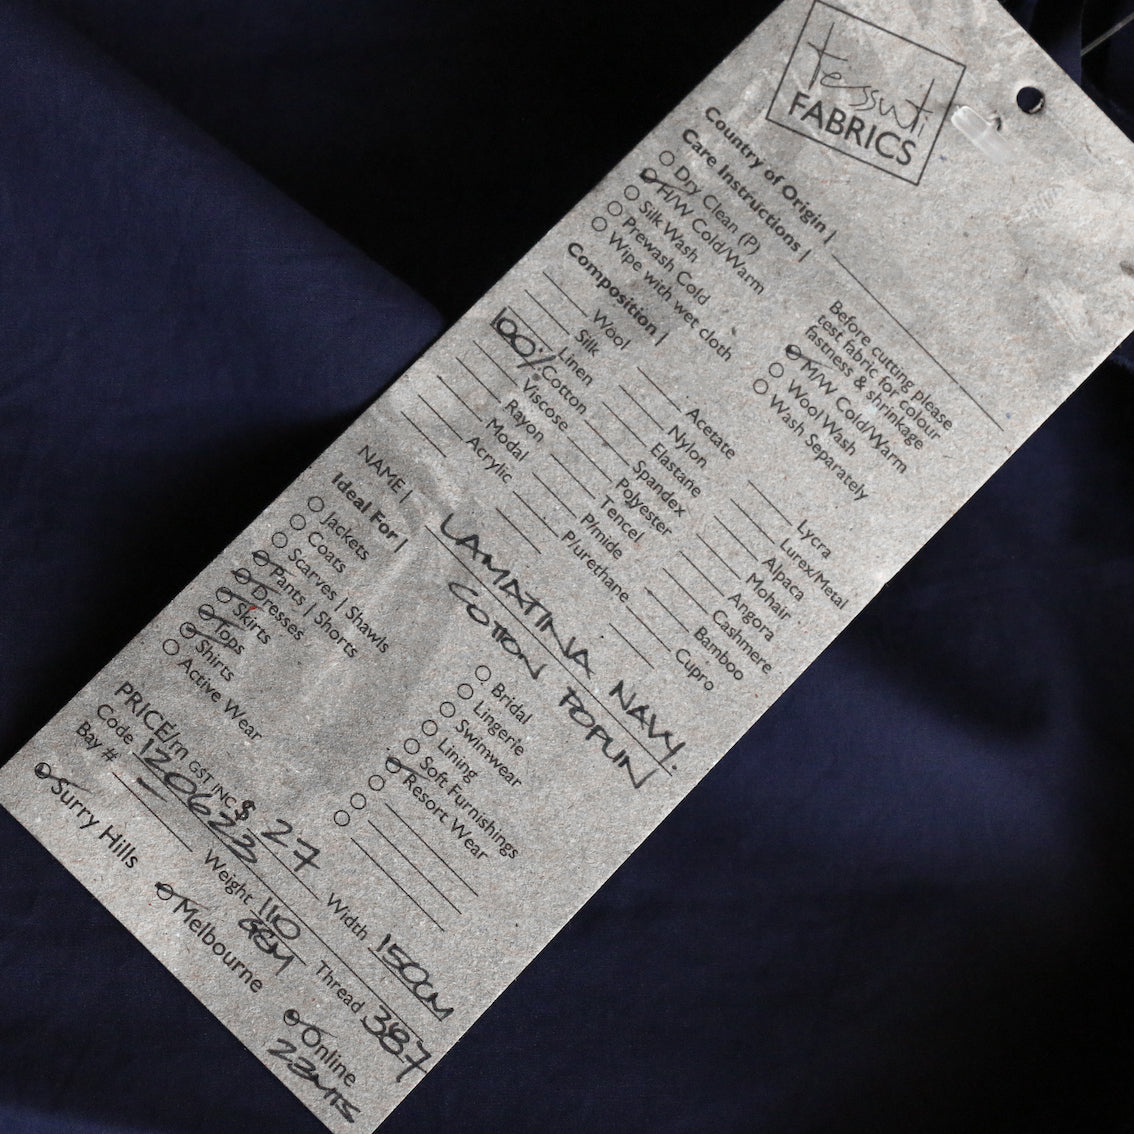 tessuti
FABRICS
Country of Origin |
Care Instructions |
Dry Clean (P)
H/W Cold/Warm
Silk Wash
Prewash Cold
Wipe with wet cloth
Before cutting please
test fabric for colour
fastness & shrinkage
M/W Cold/Warm
Wool Wash
Wash Separately
Composition |
Wool
Silk
Linen
100% Cotton
Viscose
Rayon
Modal
Acrylic
Acetate
Nylon
Elastane
Spandex
Polyester
Tencel
P/mide
P/urethane
Lycra
Lurex/Metal
Alpaca
Mohair
Angora
Cashmere
Bamboo
Cupro
NAME | LAMATINA NAVY.
COTTON POPLIN
Ideal For |
Jackets
Coats
Scarves | Shawls
Pants | Shorts
Dresses
Skirts
Tops
Shirts
Active Wear
Bridal
Lingerie
Swimwear
Lining
Soft Furnishings
Resort Wear
PRICE/m GST INC $ 27 Width 150CM
Code 120623 Weight 110 GSM Thread 387
Bay #
Surry Hills Melbourne Online